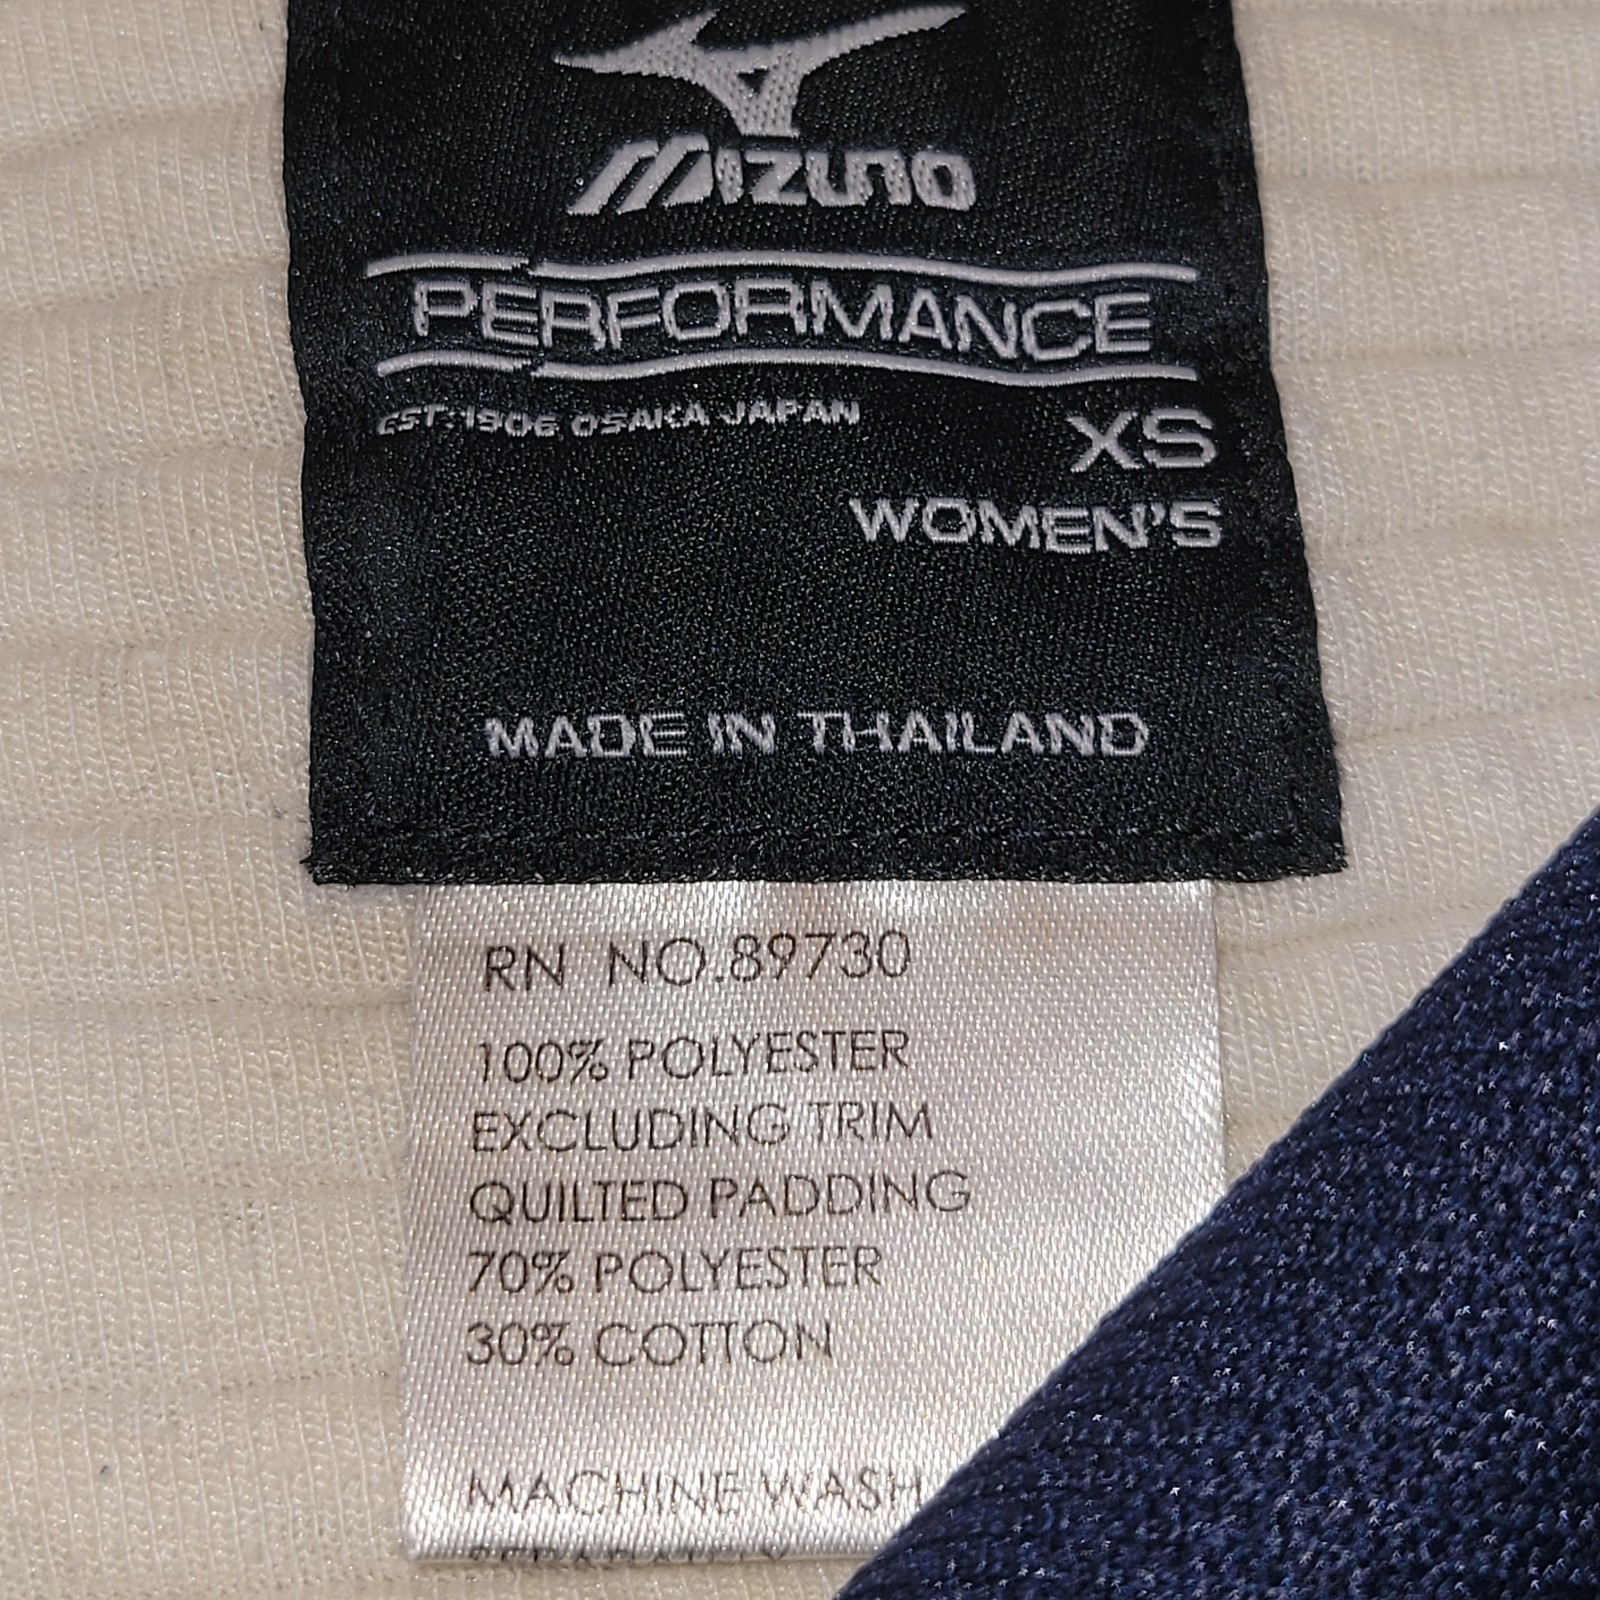 MIZUNO
PERFORMANCE
EST. 1906 OSAKA JAPAN
XS
WOMEN'S
MADE IN THAILAND
RN NO.89730
100% POLYESTER
EXCLUDING TRIM
QUILTED PADDING
70% POLYESTER
30% COTTON
MACHINE WASH